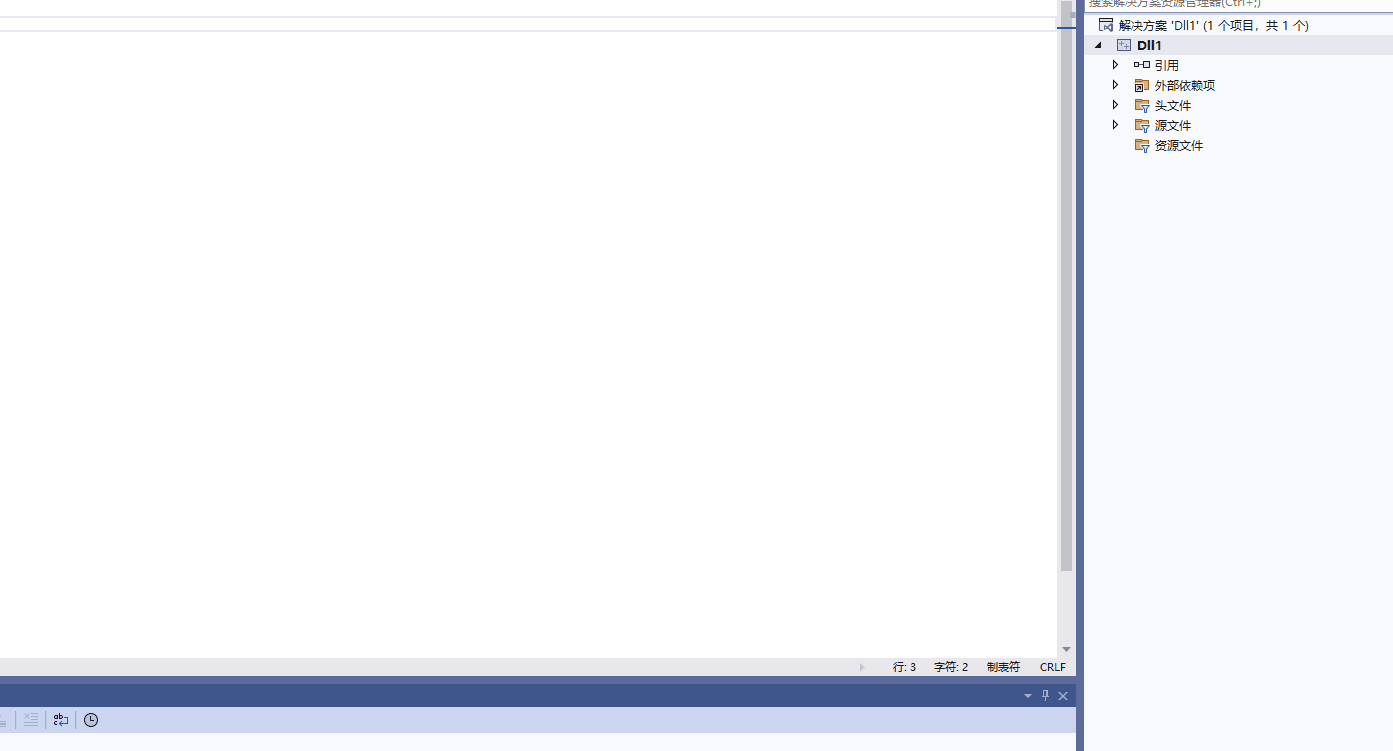 搜索解决方案资源管理器(Ctrl+;)
解决方案 'Dll1' (1 个项目，共 1 个)
Dll1
引用
外部依赖项
头文件
源文件
资源文件
行: 3 字符: 2 制表符 CRLF